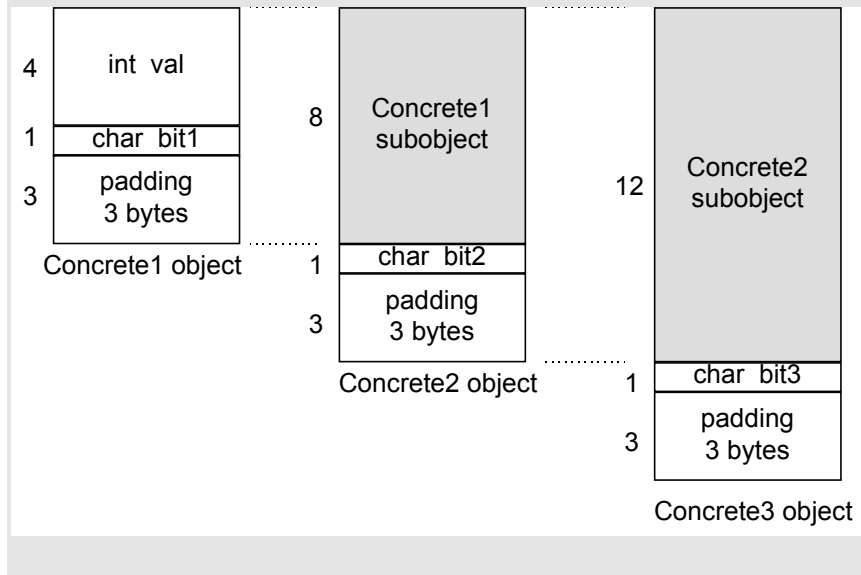 4
int val
1
char bit1
3
padding
3 bytes
Concrete1 object
8
Concrete1
subobject
1
char bit2
3
padding
3 bytes
Concrete2 object
12
Concrete2
subobject
1
char bit3
3
padding
3 bytes
Concrete3 object